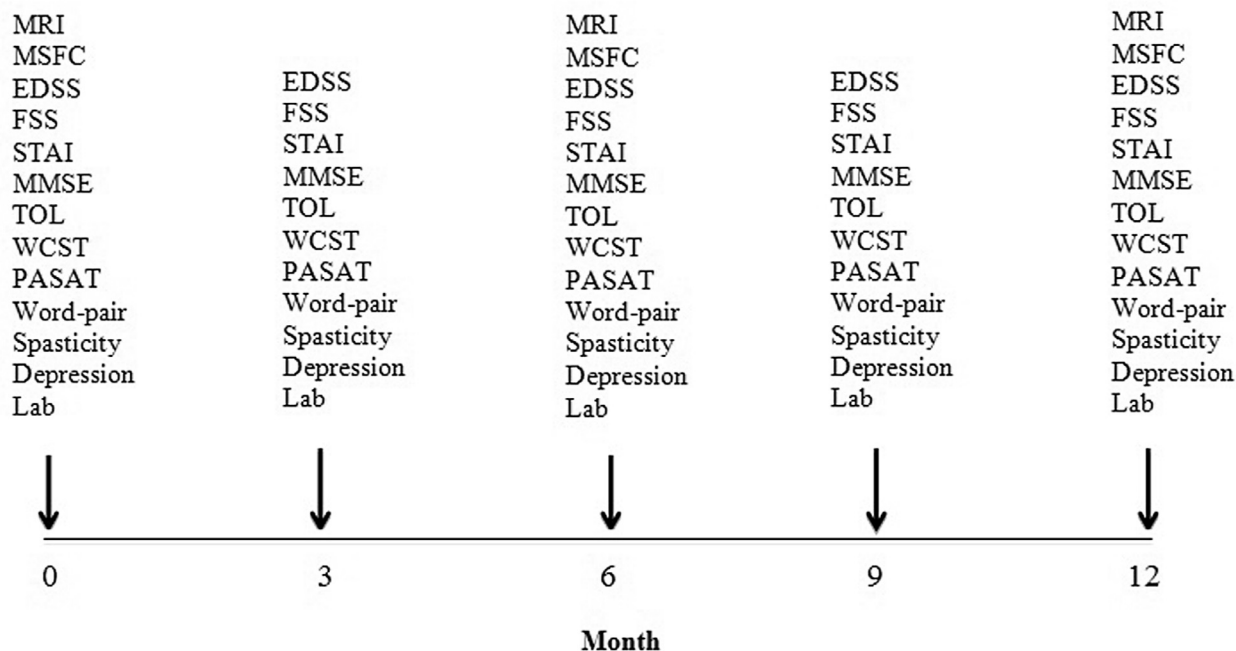 MRI
MSFC
EDSS
FSS
STAI
MMSE
TOL
WCST
PASAT
Word-pair
Spasticity
Depression
Lab
EDSS
FSS
STAI
MMSE
TOL
WCST
PASAT
Word-pair
Spasticity
Depression
Lab
MRI
MSFC
EDSS
FSS
STAI
MMSE
TOL
WCST
PASAT
Word-pair
Spasticity
Depression
Lab
EDSS
FSS
STAI
MMSE
TOL
WCST
PASAT
Word-pair
Spasticity
Depression
Lab
MRI
MSFC
EDSS
FSS
STAI
MMSE
TOL
WCST
PASAT
Word-pair
Spasticity
Depression
Lab
0 3 6 9 12
Month